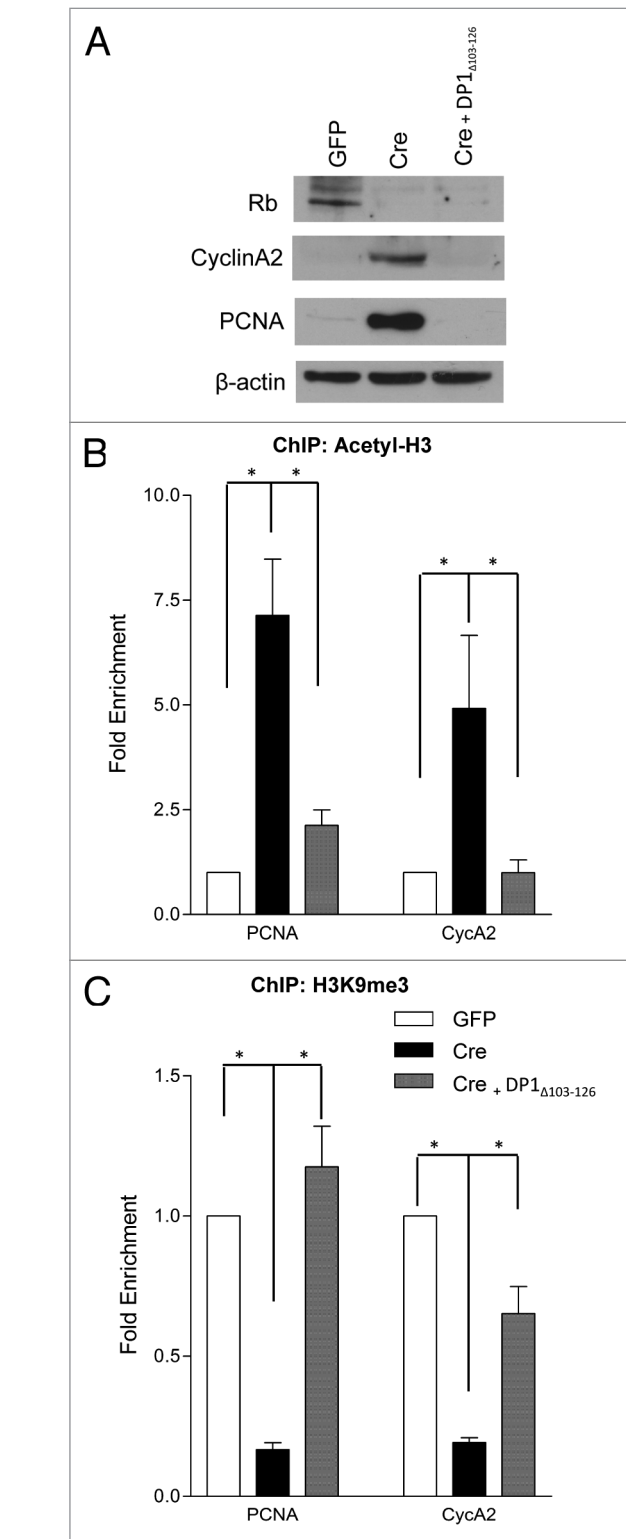 A
GFP
Cre
Cre + DP1Δ103-126
Rb
CyclinA2
PCNA
β-actin
B
ChIP: Acetyl-H3
* *
* *
10.0
7.5
5.0
2.5
0.0
Fold Enrichment
PCNA CycA2
C
ChIP: H3K9me3
GFP
Cre
Cre + DP1Δ103-126
* *
* *
1.5
1.0
0.5
0.0
Fold Enrichment
PCNA CycA2